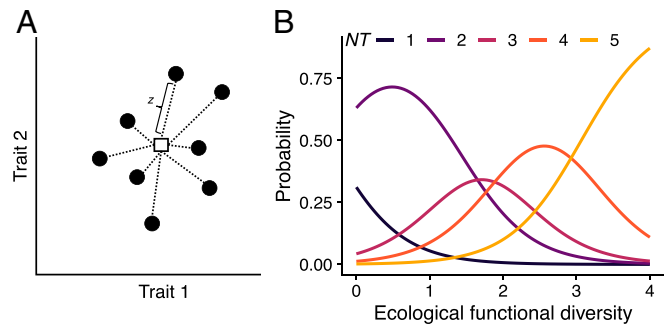 A
z
Trait 2
Trait 1
B
NT 1 2 3 4 5
Probability
0.75
0.50
0.25
0.00
0 1 2 3 4
Ecological functional diversity